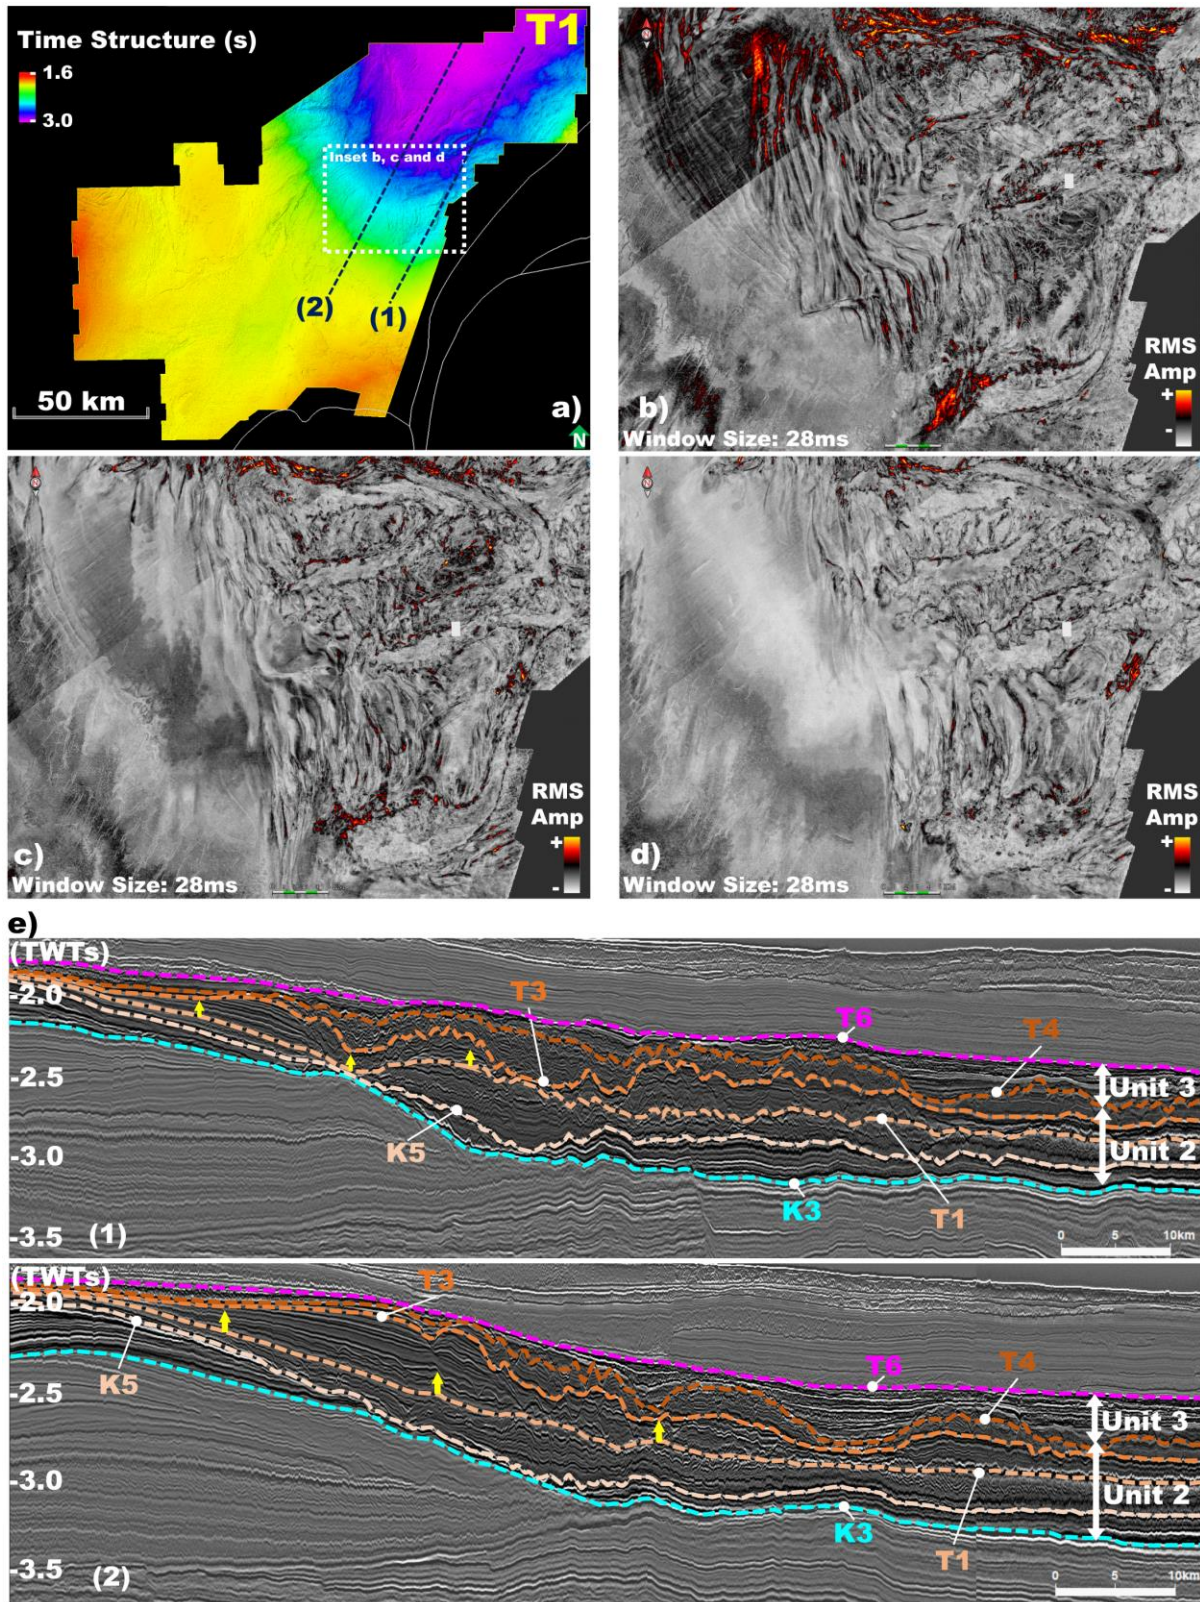 Time Structure (s)
T1
1.6
3.0
Inset b, c and d
(2)
(1)
50 km
a)
N
N
RMS
Amp
+
-
b)
Window Size: 28ms
N
RMS
Amp
+
-
c)
Window Size: 28ms
N
RMS
Amp
+
-
d)
Window Size: 28ms
e)
(TWTs)
-2.0
T3
T6
T4
-2.5
Unit 3
K5
Unit 2
-3.0
K3
T1
-3.5
(1)
0 5 10km
(TWTs)
-2.0
T3
K5
T6
T4
-2.5
Unit 3
-3.0
K3
Unit 2
T1
-3.5
(2)
0 5 10km